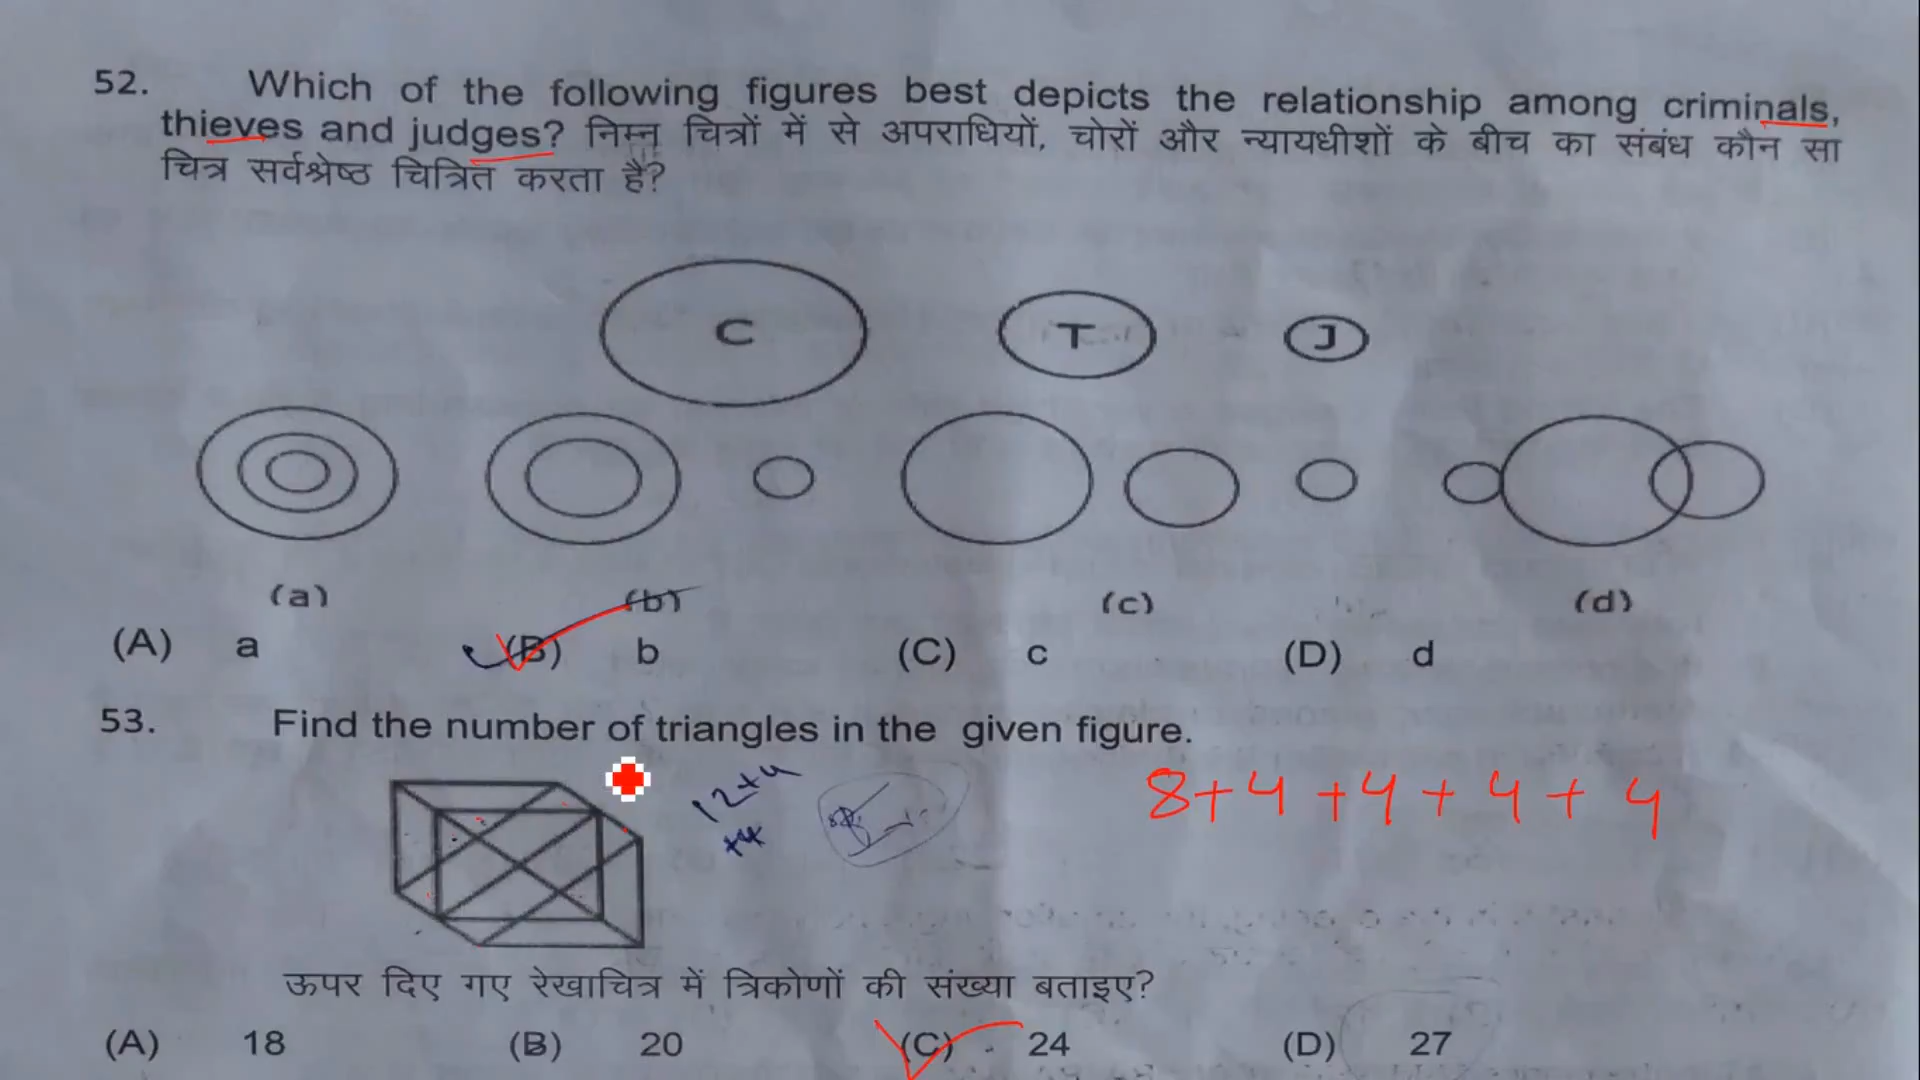 52. Which of the following figures best depicts the relationship among criminals,
thieves and judges? निम्न चित्रों में से अपराधियों, चोरों और न्यायधीशों के बीच का संबंध कौन सा
चित्र सर्वश्रेष्ठ चित्रित करता है?
C T J
(a) (b) (c) (d)
(A) a (B) b (C) c (D) d
53. Find the number of triangles in the given figure.
12+4
+4
8+4+4+4+4
ऊपर दिए गए रेखाचित्र में त्रिकोणों की संख्या बताइए?
(A) 18 (B) 20 (C) 24 (D) 27